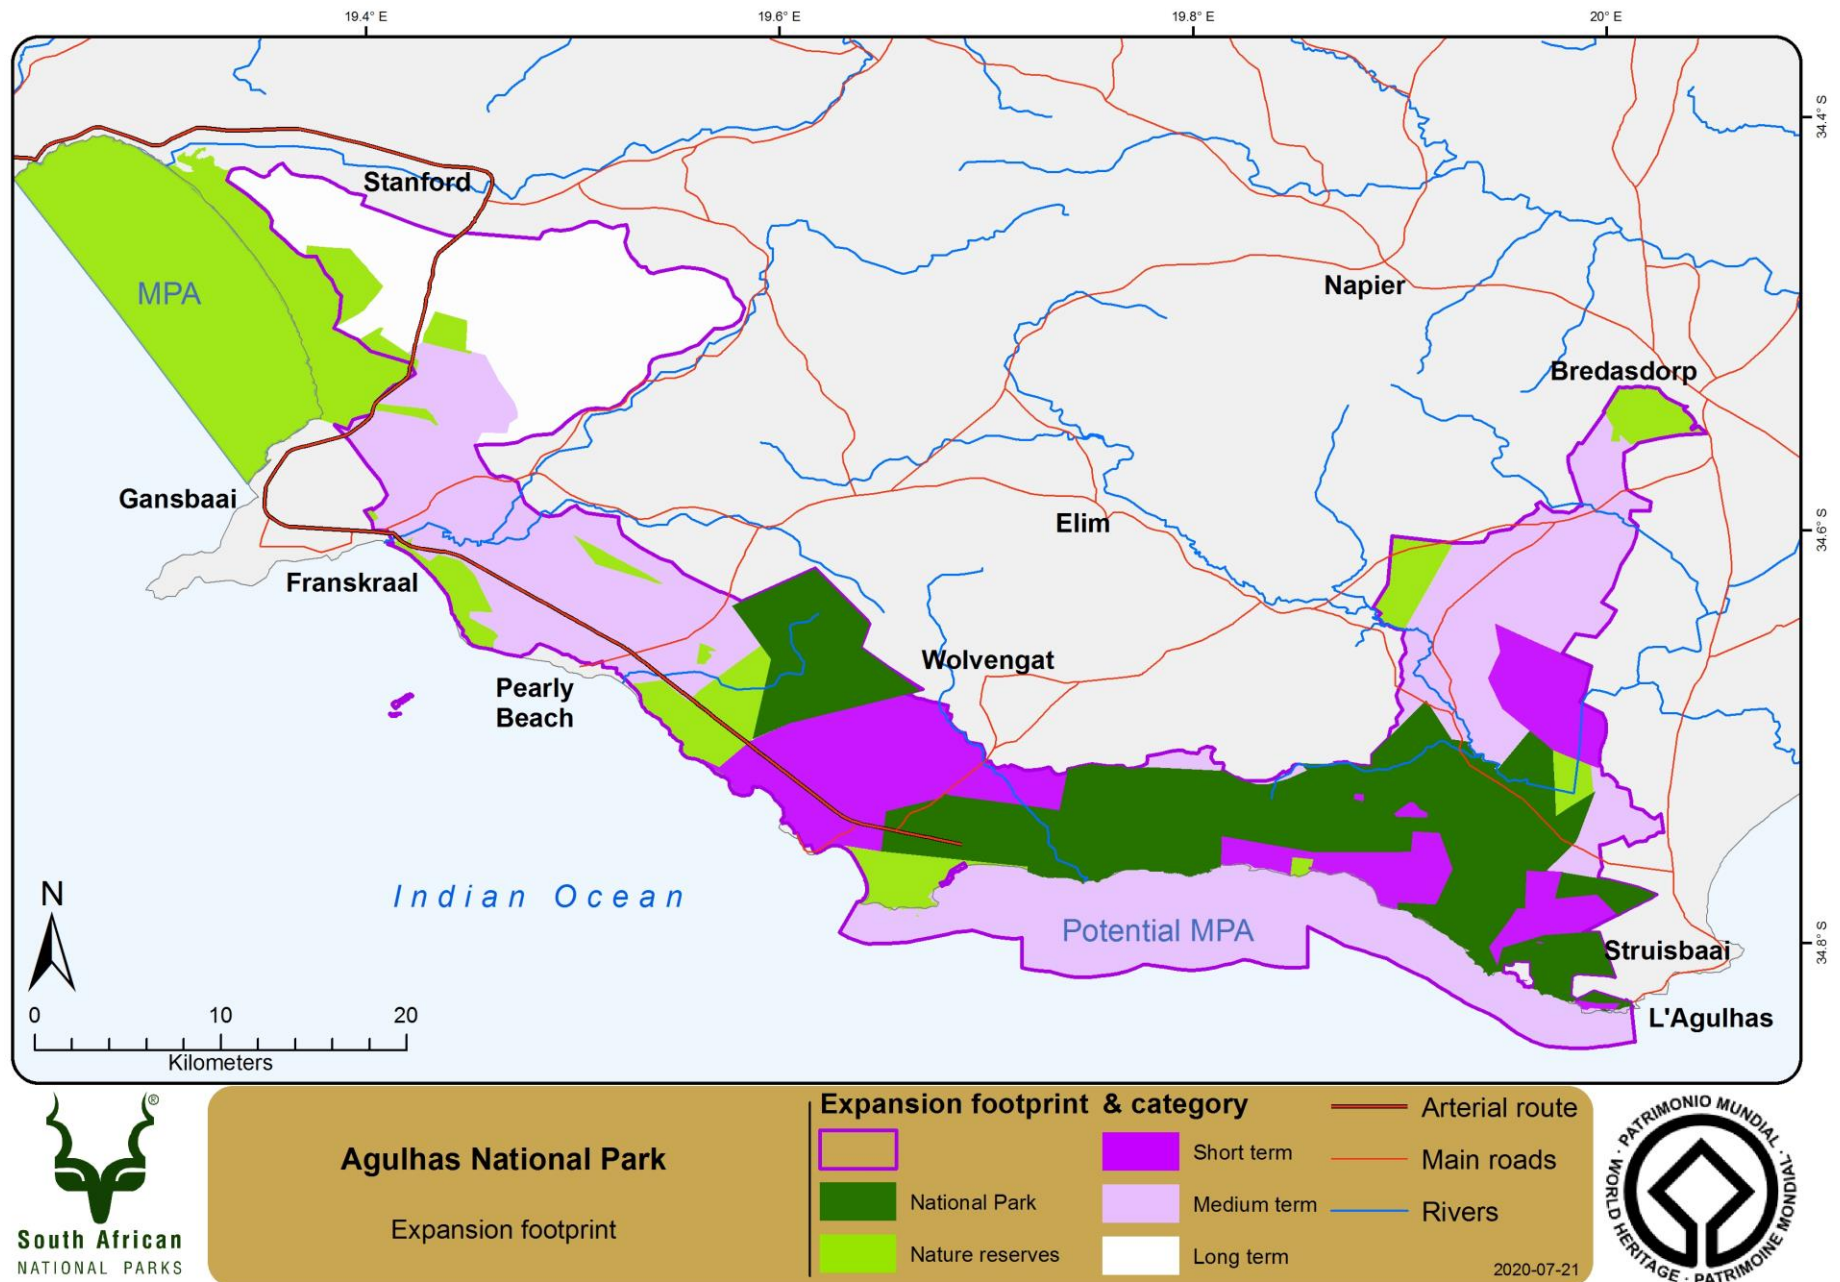 19.4° E
19.6° E
19.8° E
20° E
34.4° S
34.6° S
34.8° S
Stanford
MPA
Napier
Bredasdorp
Gansbaai
Elim
Franskraal
Wolvengat
Pearly
Beach
N
Indian Ocean
Potential MPA
Struisbaai
L'Agulhas
0 10 20
Kilometers
®
South African
NATIONAL PARKS
Agulhas National Park
Expansion footprint
Expansion footprint & category
National Park
Nature reserves
Short term
Medium term
Long term
Arterial route
Main roads
Rivers
2020-07-21
WORLD HERITAGE · PATRIMOINE MONDIAL · PATRIMONIO MUNDIAL ·